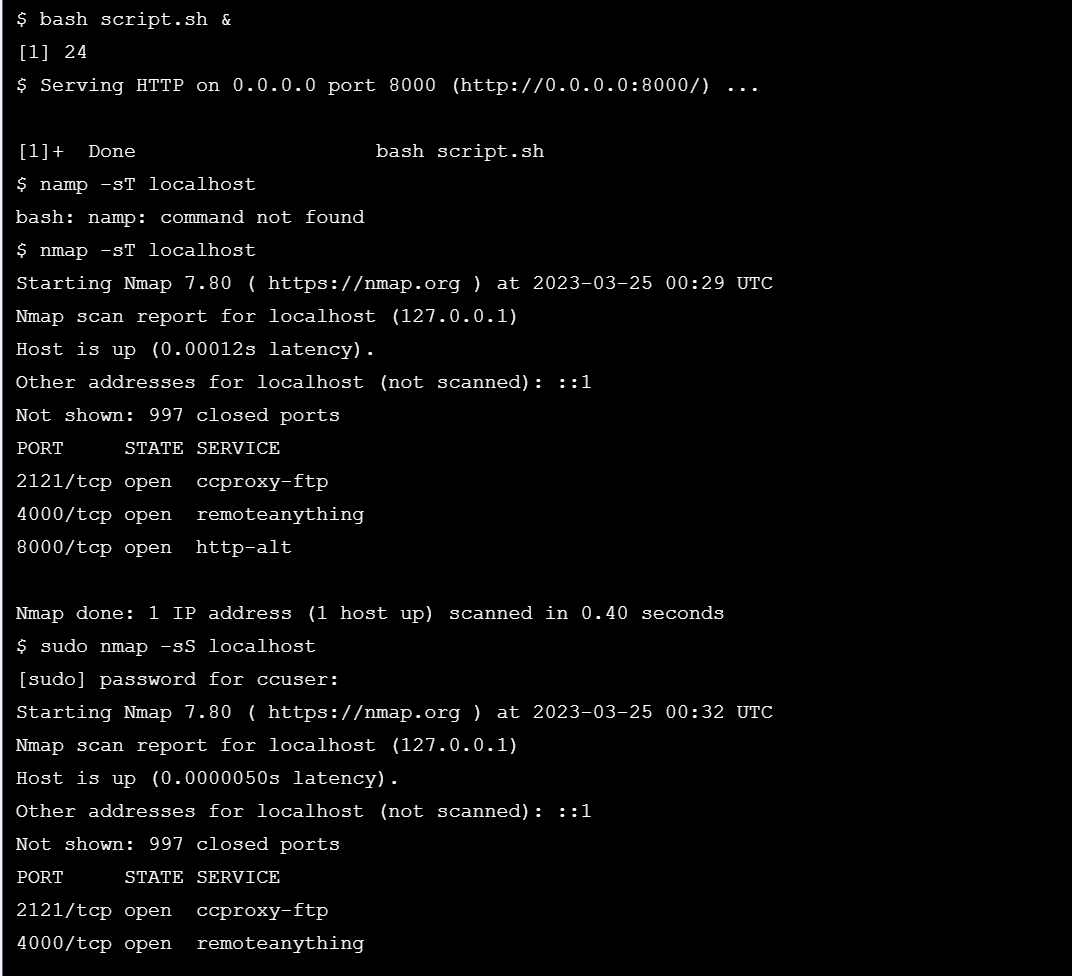 $ bash script.sh &
[1] 24
$ Serving HTTP on 0.0.0.0 port 8000 (http://0.0.0.0:8000/) ...
[1]+  Done                    bash script.sh
$ namp -sT localhost
bash: namp: command not found
$ nmap -sT localhost
Starting Nmap 7.80 ( https://nmap.org ) at 2023-03-25 00:29 UTC
Nmap scan report for localhost (127.0.0.1)
Host is up (0.00012s latency).
Other addresses for localhost (not scanned): ::1
Not shown: 997 closed ports
PORT     STATE SERVICE
2121/tcp open  ccproxy-ftp
4000/tcp open  remoteanything
8000/tcp open  http-alt
Nmap done: 1 IP address (1 host up) scanned in 0.40 seconds
$ sudo nmap -sS localhost
[sudo] password for ccuser:
Starting Nmap 7.80 ( https://nmap.org ) at 2023-03-25 00:32 UTC
Nmap scan report for localhost (127.0.0.1)
Host is up (0.0000050s latency).
Other addresses for localhost (not scanned): ::1
Not shown: 997 closed ports
PORT     STATE SERVICE
2121/tcp open  ccproxy-ftp
4000/tcp open  remoteanything